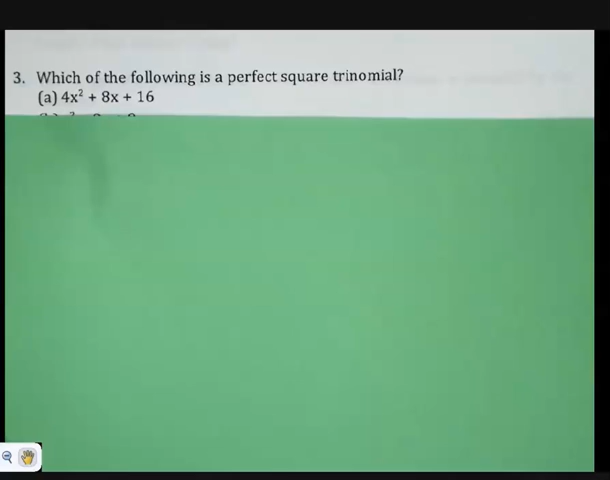 3. Which of the following is a perfect square trinomial?
(a) 4x² + 8x + 16